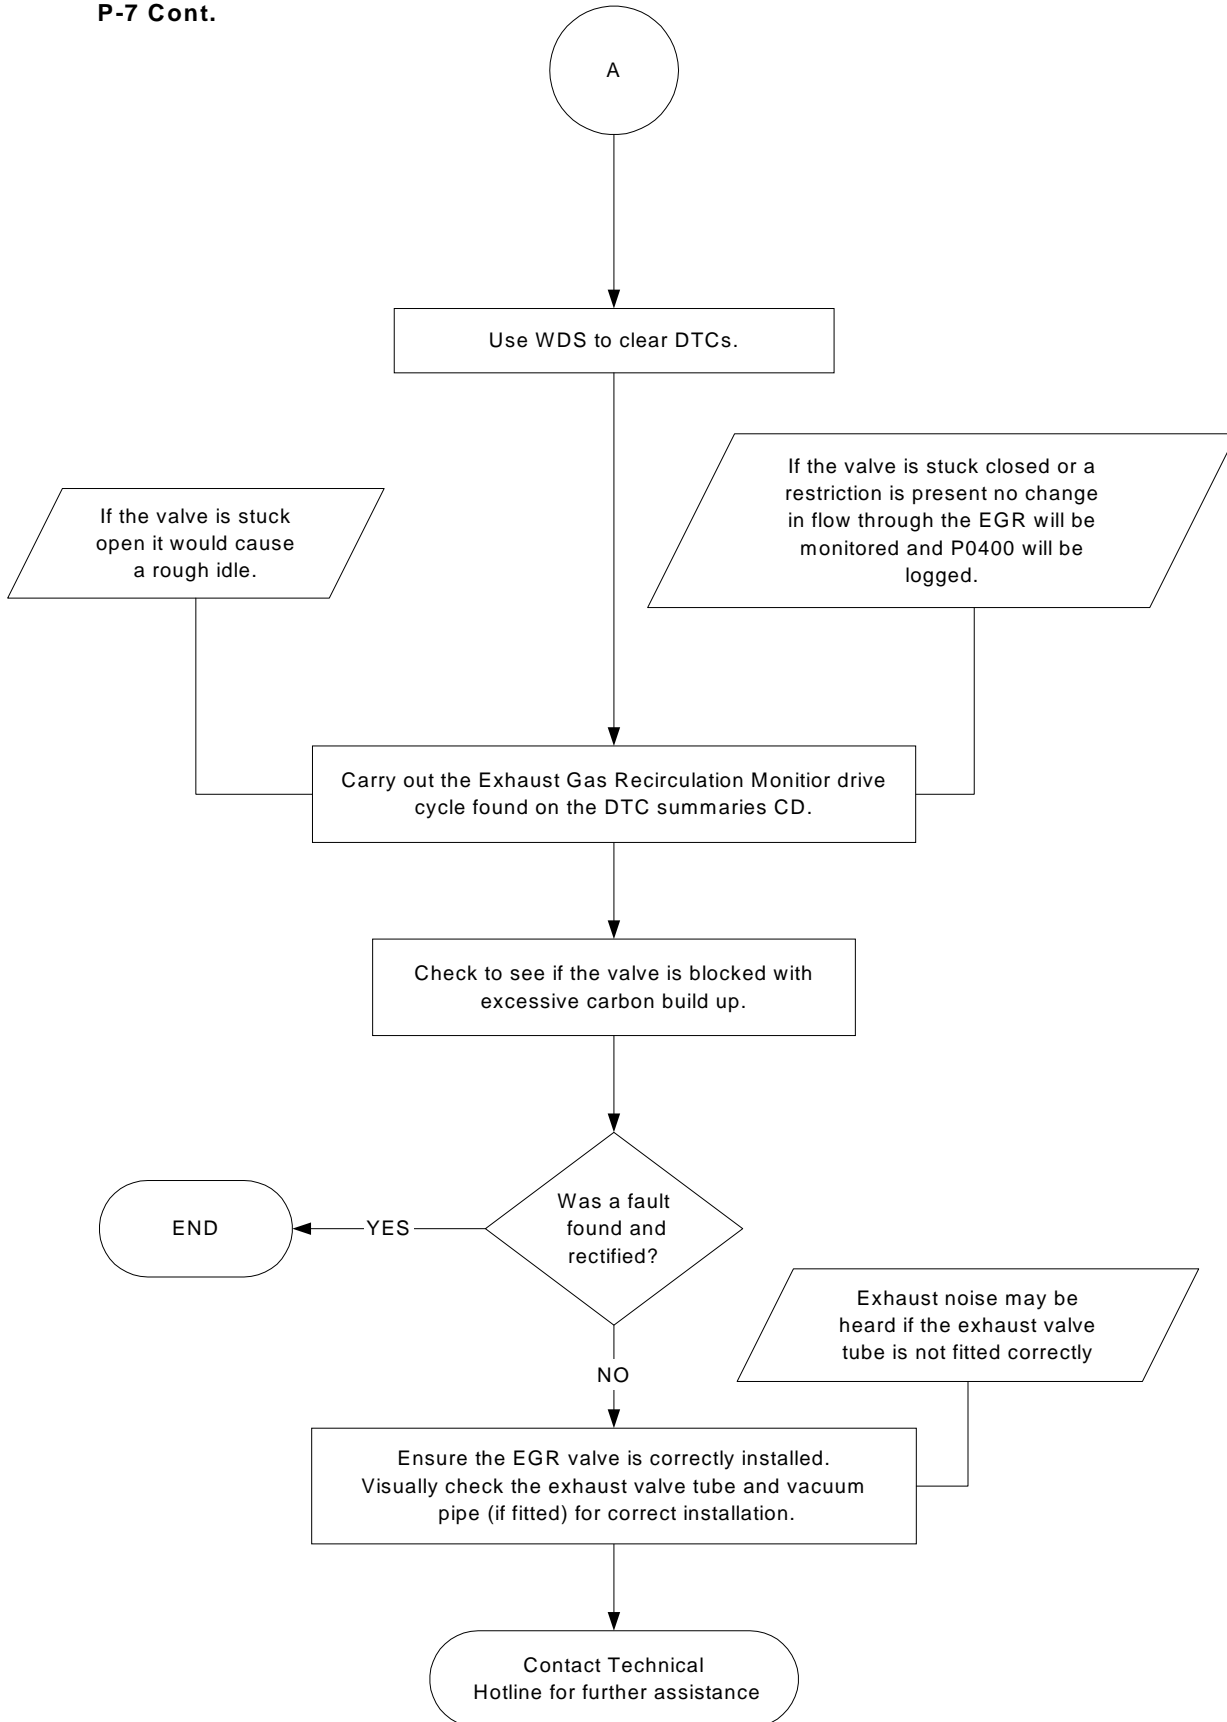 P-7 Cont.
A
Use WDS to clear DTCs.
If the valve is stuck closed or a
restriction is present no change
in flow through the EGR will be
monitored and P0400 will be
logged.
If the valve is stuck
open it would cause
a rough idle.
Carry out the Exhaust Gas Recirculation Monitior drive
cycle found on the DTC summaries CD.
Check to see if the valve is blocked with
excessive carbon build up.
Was a fault
found and
rectified?
YES
END
NO
Exhaust noise may be
heard if the exhaust valve
tube is not fitted correctly
Ensure the EGR valve is correctly installed.
Visually check the exhaust valve tube and vacuum
pipe (if fitted) for correct installation.
Contact Technical
Hotline for further assistance